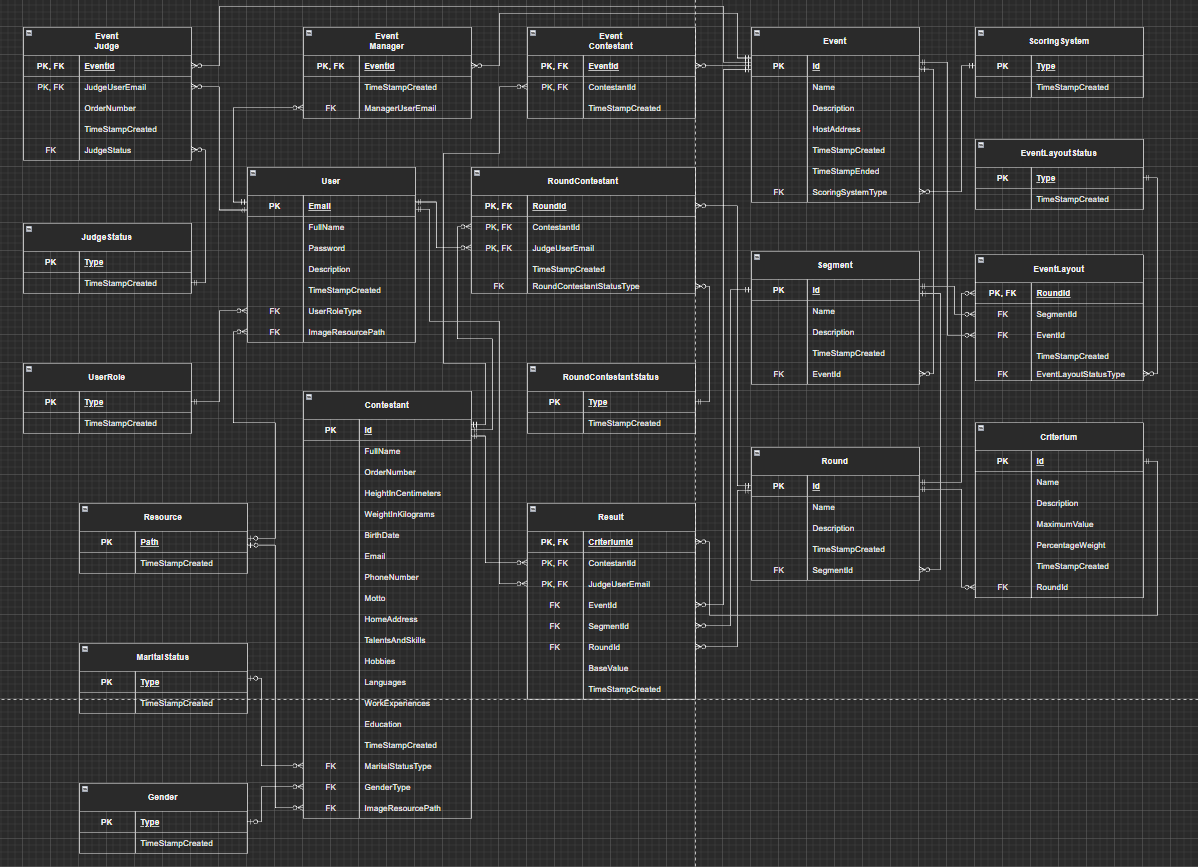 Event
Judge
PK, FK EventId
PK, FK JudgeUserEmail
OrderNumber
TimeStampCreated
FK JudgeStatus
Event
Manager
PK, FK EventId
TimeStampCreated
FK ManagerUserEmail
Event
Contestant
PK, FK EventId
PK, FK ContestantId
TimeStampCreated
Event
PK Id
Name
Description
HostAddress
TimeStampCreated
TimeStampEnded
FK ScoringSystemType
ScoringSystem
PK Type
TimeStampCreated
EventLayoutStatus
PK Type
TimeStampCreated
User
PK Email
FullName
Password
Description
TimeStampCreated
FK UserRoleType
FK ImageResourcePath
RoundContestant
PK, FK RoundId
PK, FK ContestantId
PK, FK JudgeUserEmail
TimeStampCreated
FK RoundContestantStatusType
JudgeStatus
PK Type
TimeStampCreated
Segment
PK Id
Name
Description
TimeStampCreated
FK EventId
EventLayout
PK, FK RoundId
FK SegmentId
FK EventId
TimeStampCreated
FK EventLayoutStatusType
UserRole
PK Type
TimeStampCreated
RoundContestantStatus
PK Type
TimeStampCreated
Contestant
PK Id
FullName
OrderNumber
HeightInCentimeters
WeightInKilograms
BirthDate
Email
PhoneNumber
Motto
HomeAddress
TalentsAndSkills
Hobbies
Languages
WorkExperiences
Education
TimeStampCreated
FK MaritalStatusType
FK GenderType
FK ImageResourcePath
Round
PK Id
Name
Description
TimeStampCreated
FK SegmentId
Criterium
PK Id
Name
Description
MaximumValue
PercentageWeight
TimeStampCreated
FK RoundId
Resource
PK Path
TimeStampCreated
Result
PK, FK CriteriumId
PK, FK ContestantId
PK, FK JudgeUserEmail
FK EventId
FK SegmentId
FK RoundId
BaseValue
TimeStampCreated
MaritalStatus
PK Type
TimeStampCreated
Gender
PK Type
TimeStampCreated